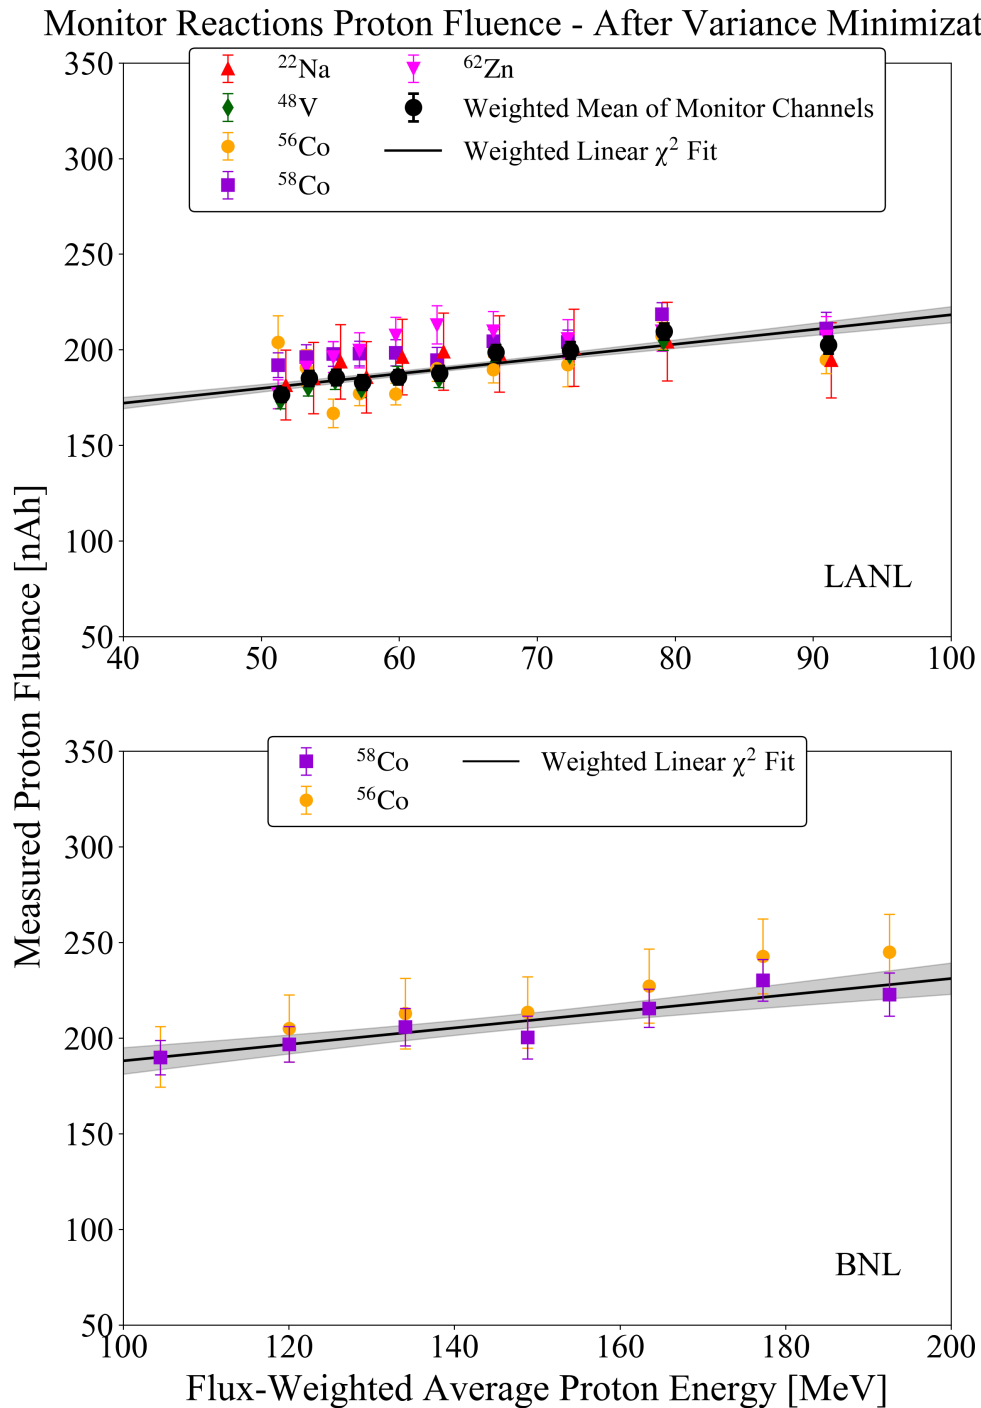 Monitor Reactions Proton Fluence - After Variance Minimizat
²²Na
⁴⁸V
⁵⁶Co
⁵⁸Co
⁶²Zn
Weighted Mean of Monitor Channels
Weighted Linear χ² Fit
350
300
250
200
150
100
50
40
50
60
70
80
90
100
LANL
Measured Proton Fluence [nAh]
⁵⁸Co
⁵⁶Co
Weighted Linear χ² Fit
350
300
250
200
150
100
50
100
120
140
160
180
200
BNL
Flux-Weighted Average Proton Energy [MeV]